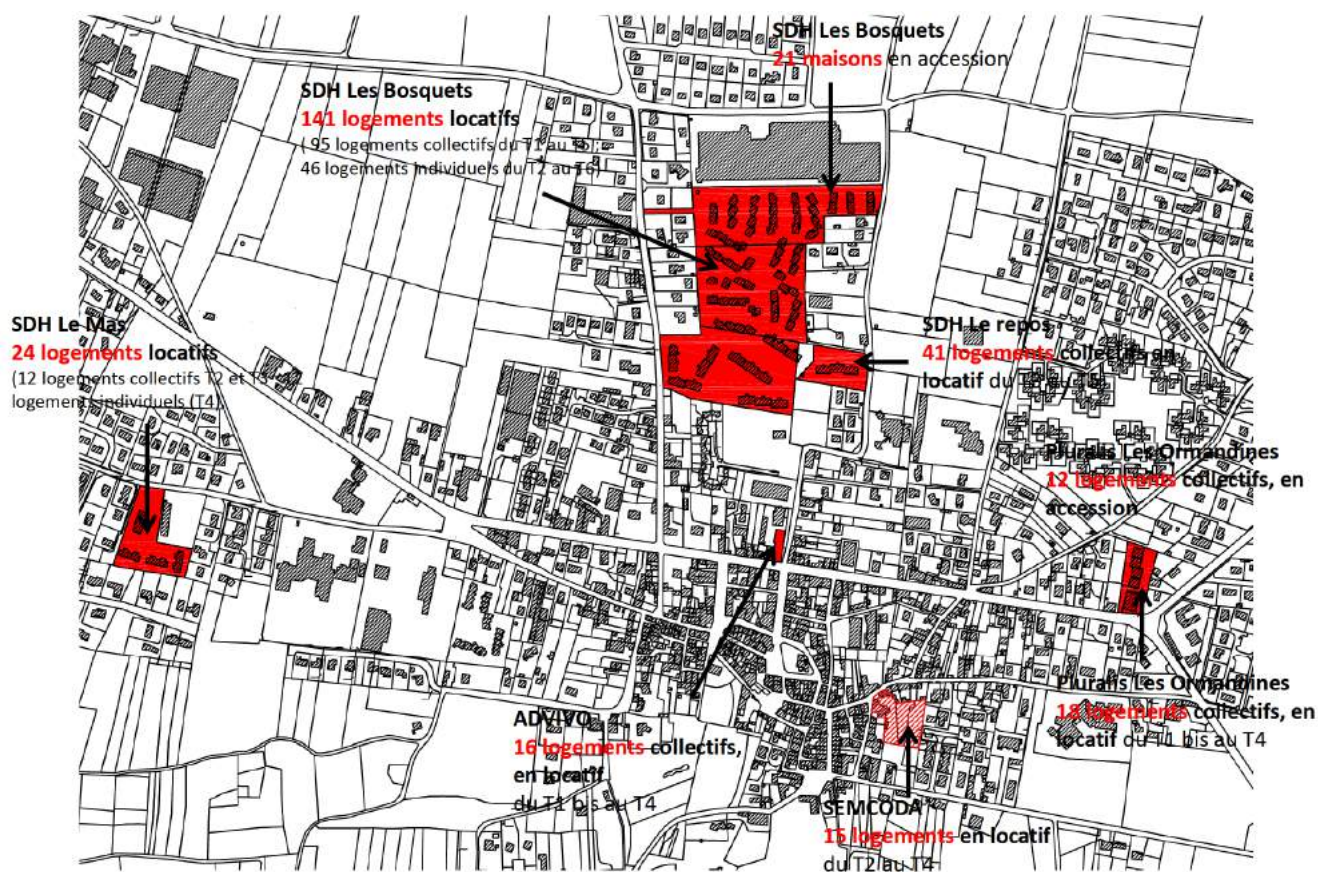 SDH Les Bosquets
21 maisons en accession
SDH Les Bosquets
141 logements locatifs
( 95 logements collectifs du T1 au T5;
46 logements individuels du T2 au T6)
SDH Le Mas
24 logements locatifs
(12 logements collectifs T2 et T3
logements individuels (T4)
SDH Le repos
41 logements collectifs en
locatif du
Pluralis Les Ormandines
12 logements collectifs, en
accession
Pluralis Les Ormandines
18 logements collectifs, en
locatif du T1 bis au T4
ADVIVO
16 logements collectifs,
en locatif
du T1 bis au T4
SEMCODA
15 logements en locatif
du T2 au T4